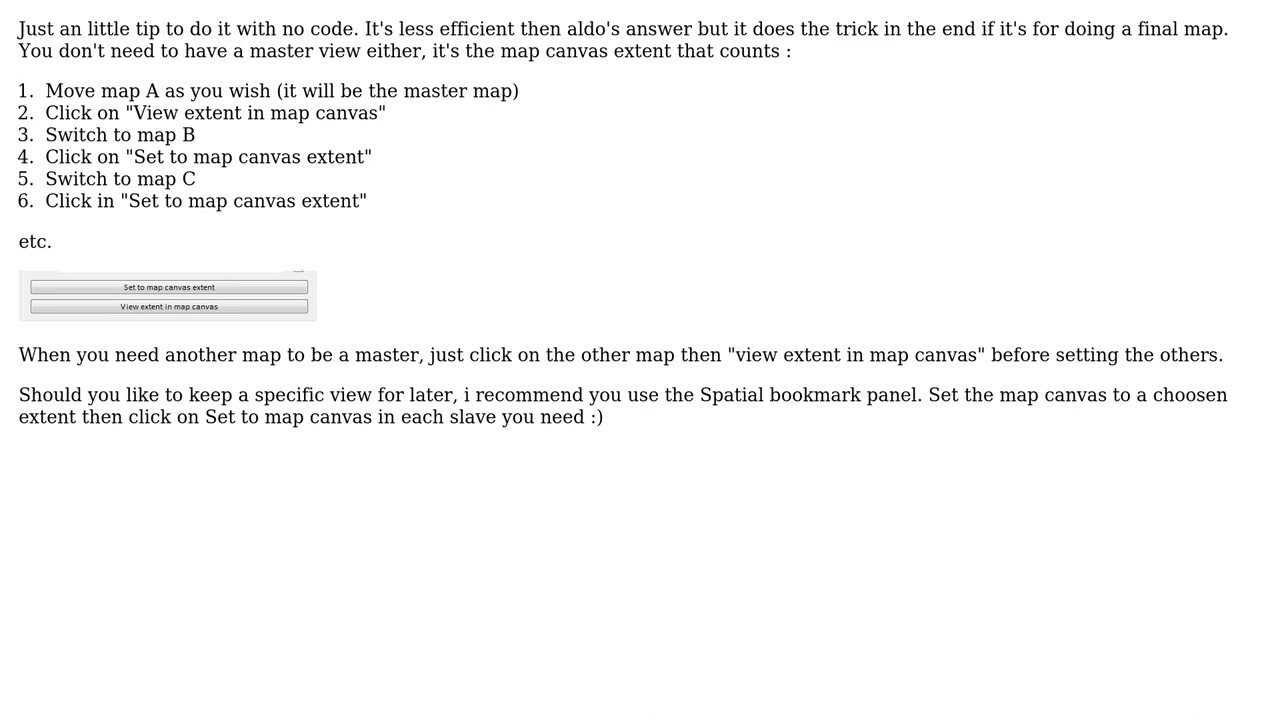 Just an little tip to do it with no code. It's less efficient then aldo's answer but it does the trick in the end if it's for doing a final map.
You don't need to have a master view either, it's the map canvas extent that counts :
1. Move map A as you wish (it will be the master map)
2. Click on "View extent in map canvas"
3. Switch to map B
4. Click on "Set to map canvas extent"
5. Switch to map C
6. Click in "Set to map canvas extent"
etc.
Set to map canvas extent
View extent in map canvas
When you need another map to be a master, just click on the other map then "view extent in map canvas" before setting the others.
Should you like to keep a specific view for later, i recommend you use the Spatial bookmark panel. Set the map canvas to a choosen
extent then click on Set to map canvas in each slave you need :)